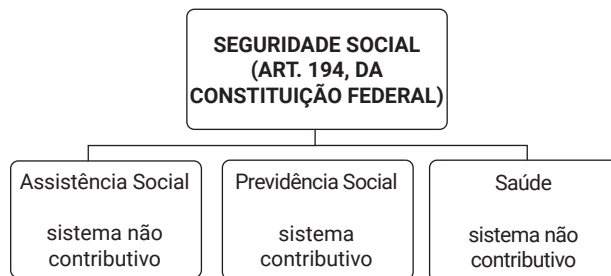 SEGURIDADE SOCIAL
(ART. 194, DA
CONSTITUIÇÃO FEDERAL)
Assistência Social
sistema não
contributivo
Previdência Social
sistema
contributivo
Saúde
sistema não
contributivo